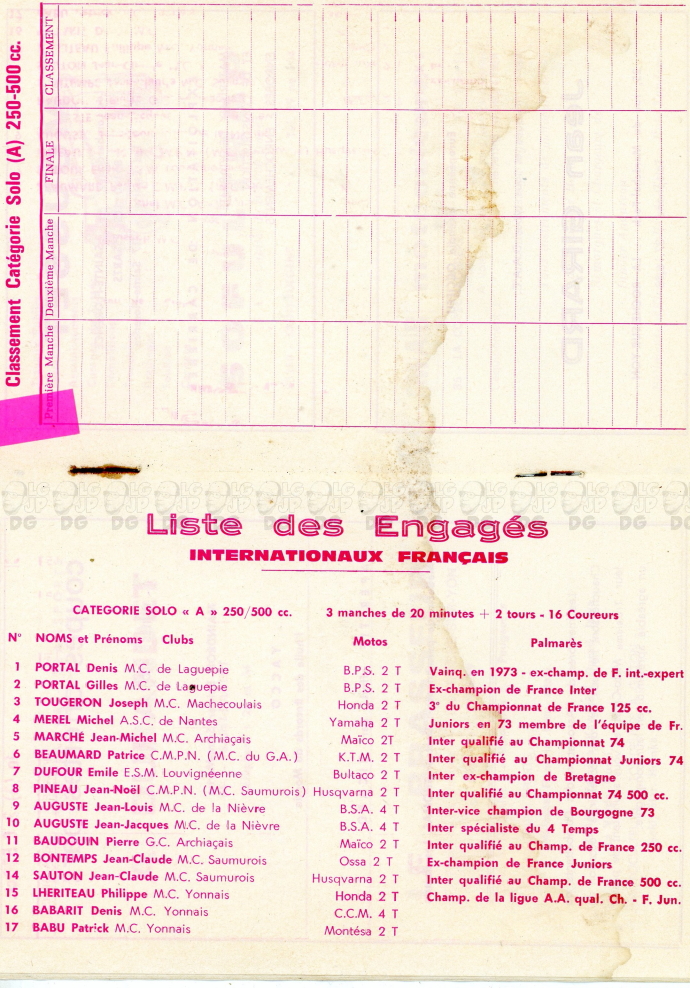 Classement Catégorie Solo (A) 250-500 cc.
CLASSEMENT
FINALE
Deuxième Manche
Première Manche
Liste des Engagés
INTERNATIONAUX FRANÇAIS
CATEGORIE SOLO « A » 250/500 cc. 3 manches de 20 minutes + 2 tours - 16 Coureurs
N° NOMS et Prénoms Clubs Motos Palmarès
1 PORTAL Denis M.C. de Laguepie B.P.S. 2 T Vainq. en 1973 - ex-champ. de F. int.-expert
2 PORTAL Gilles M.C. de Laguepie B.P.S. 2 T Ex-champion de France Inter
3 TOUGERON Joseph M.C. Machecoulais Honda 2 T 3e du Championnat de France 125 cc.
4 MEREL Michel A.S.C. de Nantes Yamaha 2 T Juniors en 73 membre de l'équipe de Fr.
5 MARCHÉ Jean-Michel M.C. Archiaçais Maïco 2T Inter qualifié au Championnat 74
6 BEAUMARD Patrice C.M.P.N. (M.C. du G.A.) K.T.M. 2 T Inter qualifié au Championnat Juniors 74
7 DUFOUR Emile E.S.M. Louvignéenne Bultaco 2 T Inter ex-champion de Bretagne
8 PINEAU Jean-Noël C.M.P.N. (M.C. Saumurois) Husqvarna 2 T Inter qualifié au Championnat 74 500 cc.
9 AUGUSTE Jean-Louis M.C. de la Nièvre B.S.A. 4 T Inter-vice champion de Bourgogne 73
10 AUGUSTE Jean-Jacques M.C. de la Nièvre B.S.A. 4 T Inter spécialiste du 4 Temps
11 BAUDOUIN Pierre G.C. Archiaçais Maïco 2 T Inter qualifié au Champ. de France 250 cc.
12 BONTEMPS Jean-Claude M.C. Saumurois Ossa 2 T Ex-champion de France Juniors
14 SAUTON Jean-Claude M.C. Saumurois Husqvarna 2 T Inter qualifié au Champ. de France 500 cc.
15 LHERITEAU Philippe M.C. Yonnais Honda 2 T Champ. de la ligue A.A. qual. Ch. - F. Jun.
16 BABARIT Denis M.C. Yonnais C.C.M. 4 T
17 BABU Patrick M.C. Yonnais Montésa 2 T